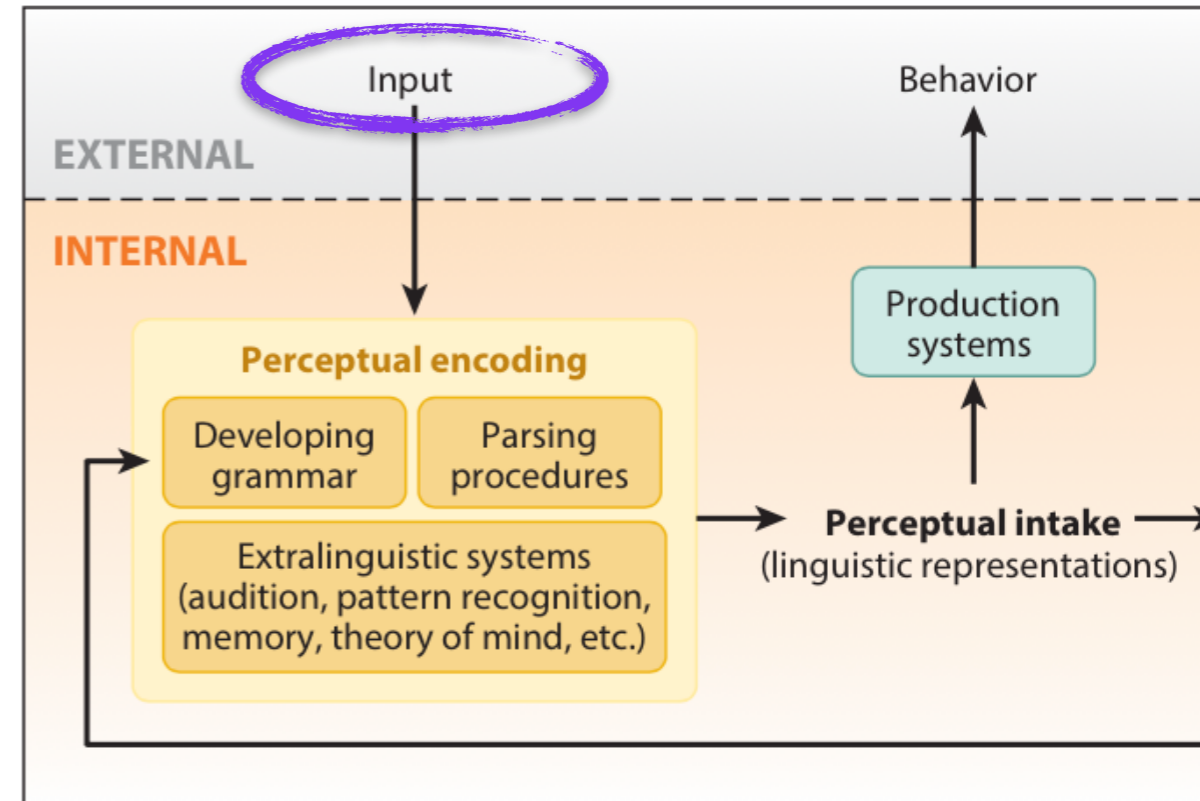 Input
Behavior
EXTERNAL
INTERNAL
Production
systems
Perceptual encoding
Developing
grammar
Parsing
procedures
Extralinguistic systems
(audition, pattern recognition,
memory, theory of mind, etc.)
Perceptual intake
(linguistic representations)